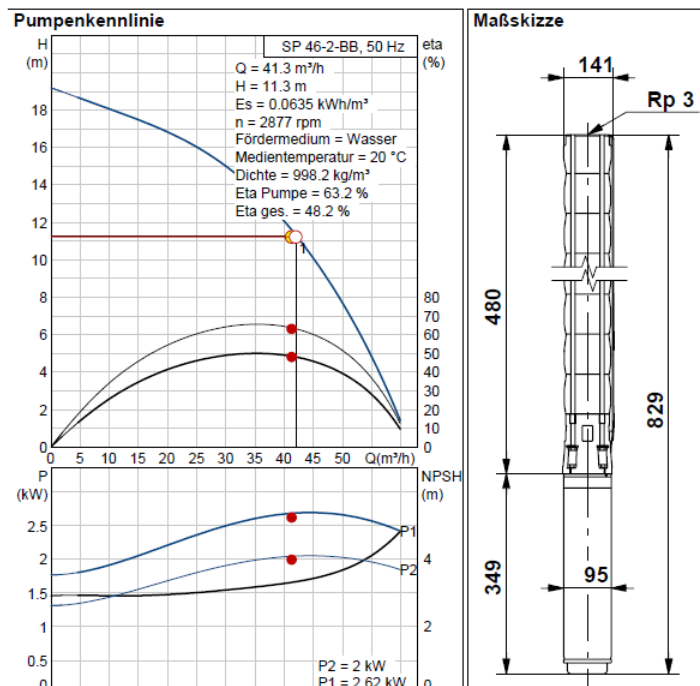 Pumpenkennlinie
H
(m)
SP 46-2-BB, 50 Hz
eta
(%)
Q = 41.3 m³/h
H = 11.3 m
Es = 0.0635 kWh/m³
n = 2877 rpm
Fördermedium = Wasser
Medientemperatur = 20 °C
Dichte = 998.2 kg/m³
Eta Pumpe = 63.2 %
Eta ges. = 48.2 %
18
16
14
12
10
8
6
4
2
0
1
80
70
60
50
40
30
20
10
0
0 5 10 15 20 25 30 35 40 45 50 Q(m³/h)
P
(kW)
NPSH
(m)
2.5
2
1.5
1
0.5
0
P1
P2
4
2
0
P2 = 2 kW
P1 = 2.62 kW
Maßskizze
141
Rp 3
480
829
349
95